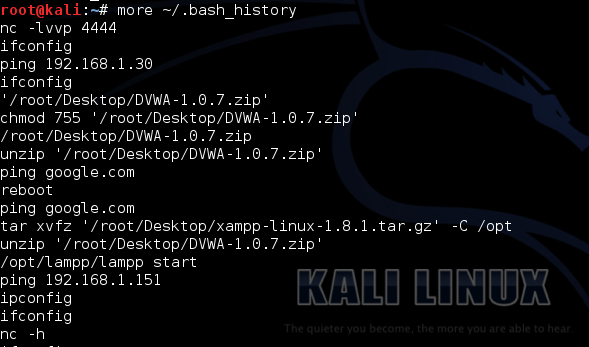 root@kali:~# more ~/.bash_history
nc -lvvp 4444
ifconfig
ping 192.168.1.30
ifconfig
'/root/Desktop/DVWA-1.0.7.zip'
chmod 755 '/root/Desktop/DVWA-1.0.7.zip'
/root/Desktop/DVWA-1.0.7.zip
unzip '/root/Desktop/DVWA-1.0.7.zip'
ping google.com
reboot
ping google.com
tar xvfz '/root/Desktop/xampp-linux-1.8.1.tar.gz' -C /opt
unzip '/root/Desktop/DVWA-1.0.7.zip'
/opt/lampp/lampp start
ping 192.168.1.151
ipconfig
ifconfig
nc -h
KALI LINUX
The quieter you become, the more you are able to hear.